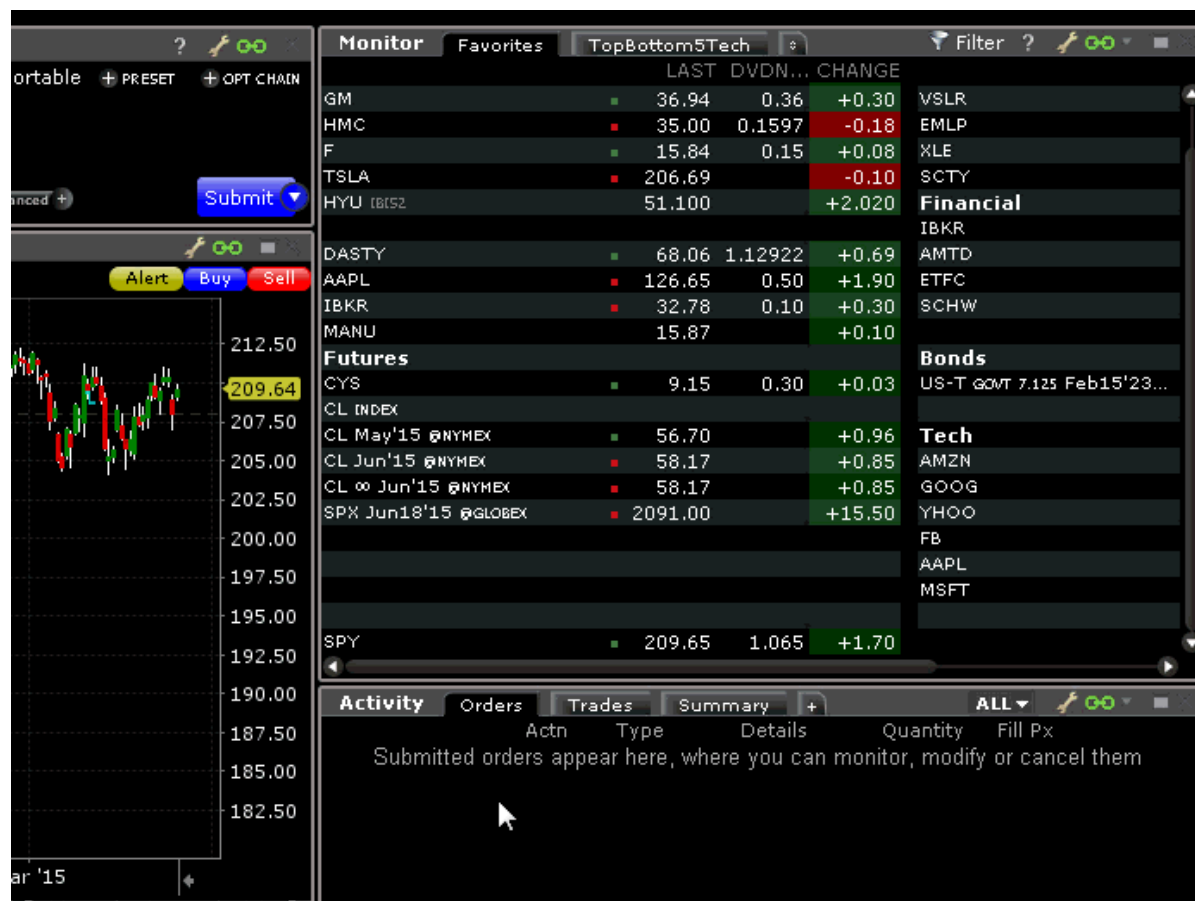 ?
ortable + PRESET + OPT CHAIN
anced +
Submit
Alert Buy Sell
212.50
209.64
207.50
205.00
202.50
200.00
197.50
195.00
192.50
190.00
187.50
185.00
182.50
ar '15
Monitor Favorites TopBottom5Tech Filter ?
LAST DVDN... CHANGE
GM 36.94 0.36 +0.30 VSLR
HMC 35.00 0.1597 -0.18 EMLP
F 15.84 0.15 +0.08 XLE
TSLA 206.69 -0.10 SCTY
HYU 51.100 +2.020 Financial
IBKR
DASTY 68.06 1.12922 +0.69 AMTD
AAPL 126.65 0.50 +1.90 ETFC
IBKR 32.78 0.10 +0.30 SCHW
MANU 15.87 +0.10
Futures Bonds
CYS 9.15 0.30 +0.03 US-T GOVT 7.125 Feb15'23...
CL INDEX
CL May'15 @NYMEX 56.70 +0.96 Tech
CL Jun'15 @NYMEX 58.17 +0.85 AMZN
CL ∞ Jun'15 @NYMEX 58.17 +0.85 GOOG
SPX Jun18'15 @GLOBEX 2091.00 +15.50 YHOO
FB
AAPL
MSFT
SPY 209.65 1.065 +1.70
Activity Orders Trades Summary + ALL
Actn Type Details Quantity Fill Px
Submitted orders appear here, where you can monitor, modify or cancel them